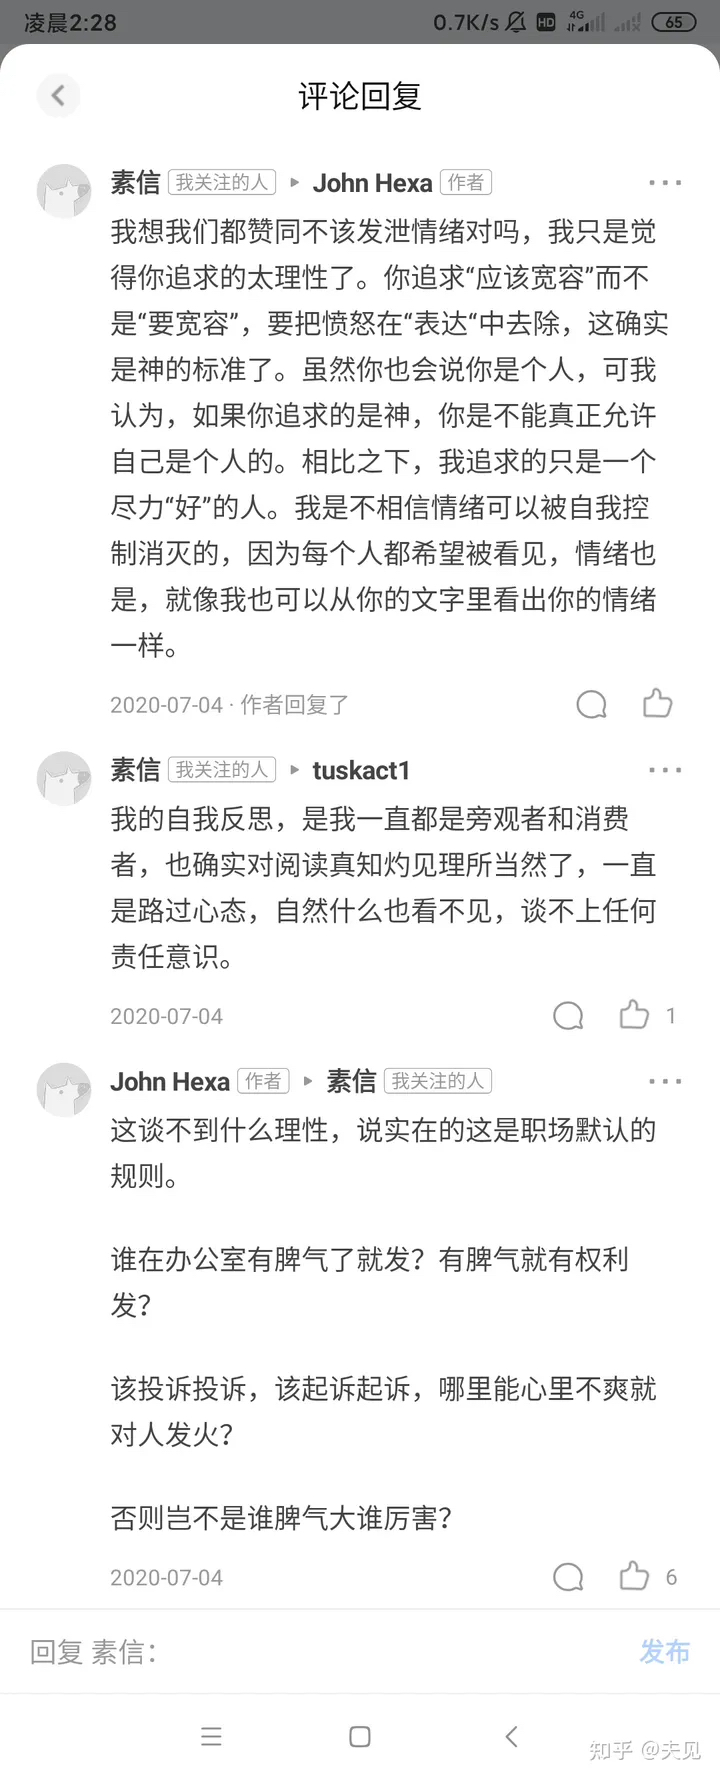 凌晨2:28
0.7K/s HD 4G 65
评论回复
素信 我关注的人 ▸ John Hexa 作者
我想我们都赞同不该发泄情绪对吗，我只是觉
得你追求的太理性了。你追求“应该宽容”而不
是“要宽容”，要把愤怒在“表达“中去除，这确实
是神的标准了。虽然你也会说你是个人，可我
认为，如果你追求的是神，你是不能真正允许
自己是个人的。相比之下，我追求的只是一个
尽力“好”的人。我是不相信情绪可以被自我控
制消灭的，因为每个人都希望被看见，情绪也
是，就像我也可以从你的文字里看出你的情绪
一样。
2020-07-04 · 作者回复了
素信 我关注的人 ▸ tuskact1
我的自我反思，是我一直都是旁观者和消费
者，也确实对阅读真知灼见理所当然了，一直
是路过心态，自然什么也看不见，谈不上任何
责任意识。
2020-07-04 1
John Hexa 作者 ▸ 素信 我关注的人
这谈不到什么理性，说实在的这是职场默认的
规则。
谁在办公室有脾气了就发？有脾气就有权利
发？
该投诉投诉，该起诉起诉，哪里能心里不爽就
对人发火？
否则岂不是谁脾气大谁厉害？
2020-07-04 6
回复 素信： 发布
知乎 @夫见